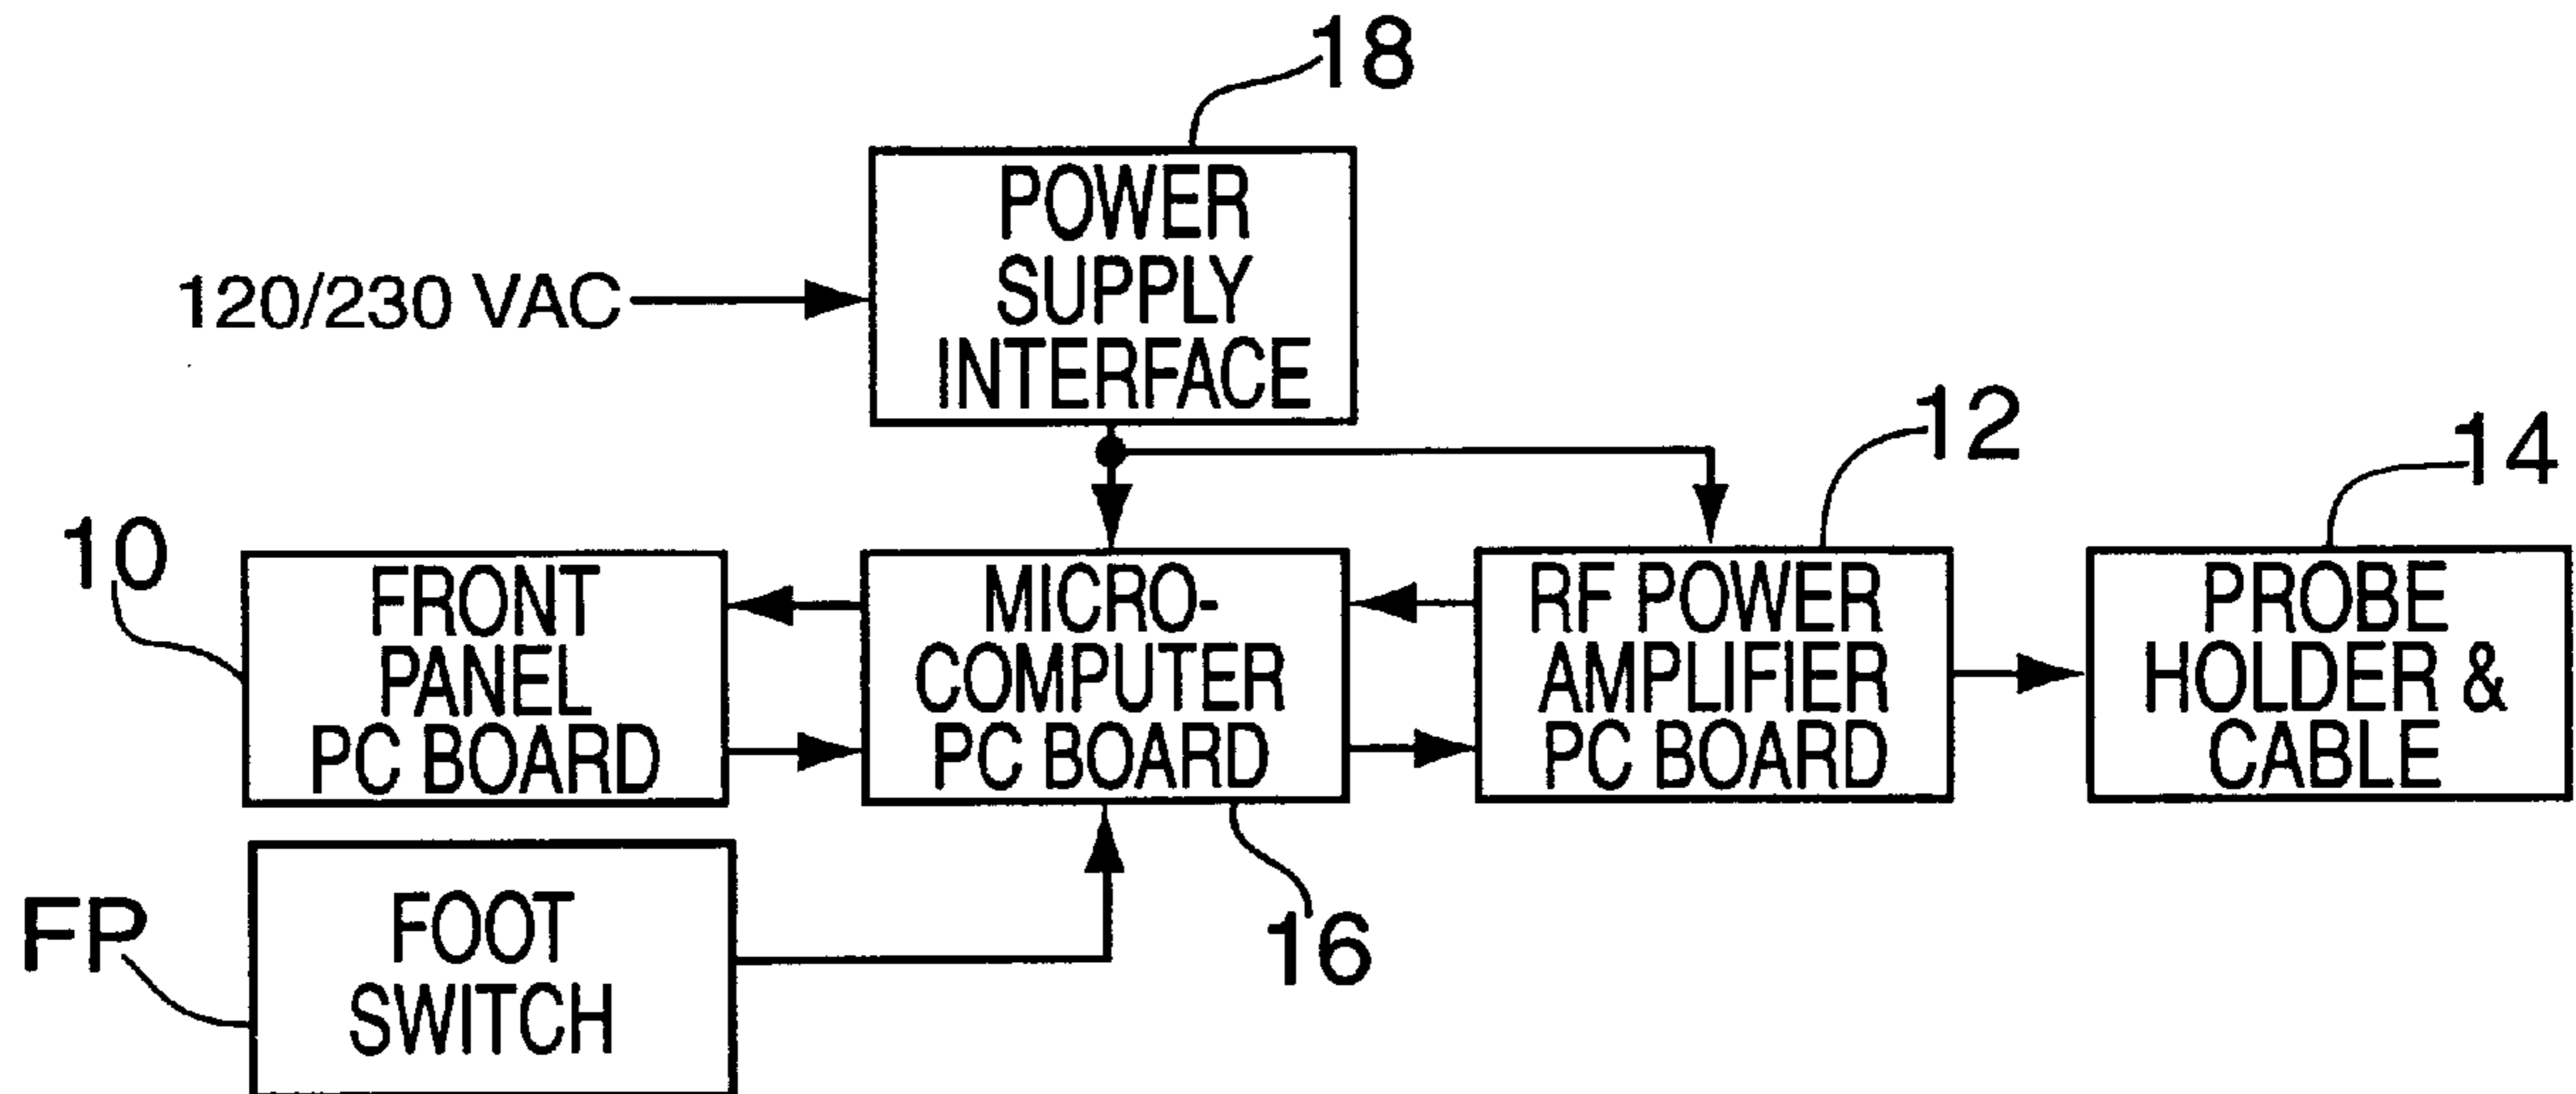 18
POWER
SUPPLY
INTERFACE
120/230 VAC
12
14
10
FRONT
PANEL
PC BOARD
MICRO-
COMPUTER
PC BOARD
RF POWER
AMPLIFIER
PC BOARD
PROBE
HOLDER &
CABLE
FP
FOOT
SWITCH
16